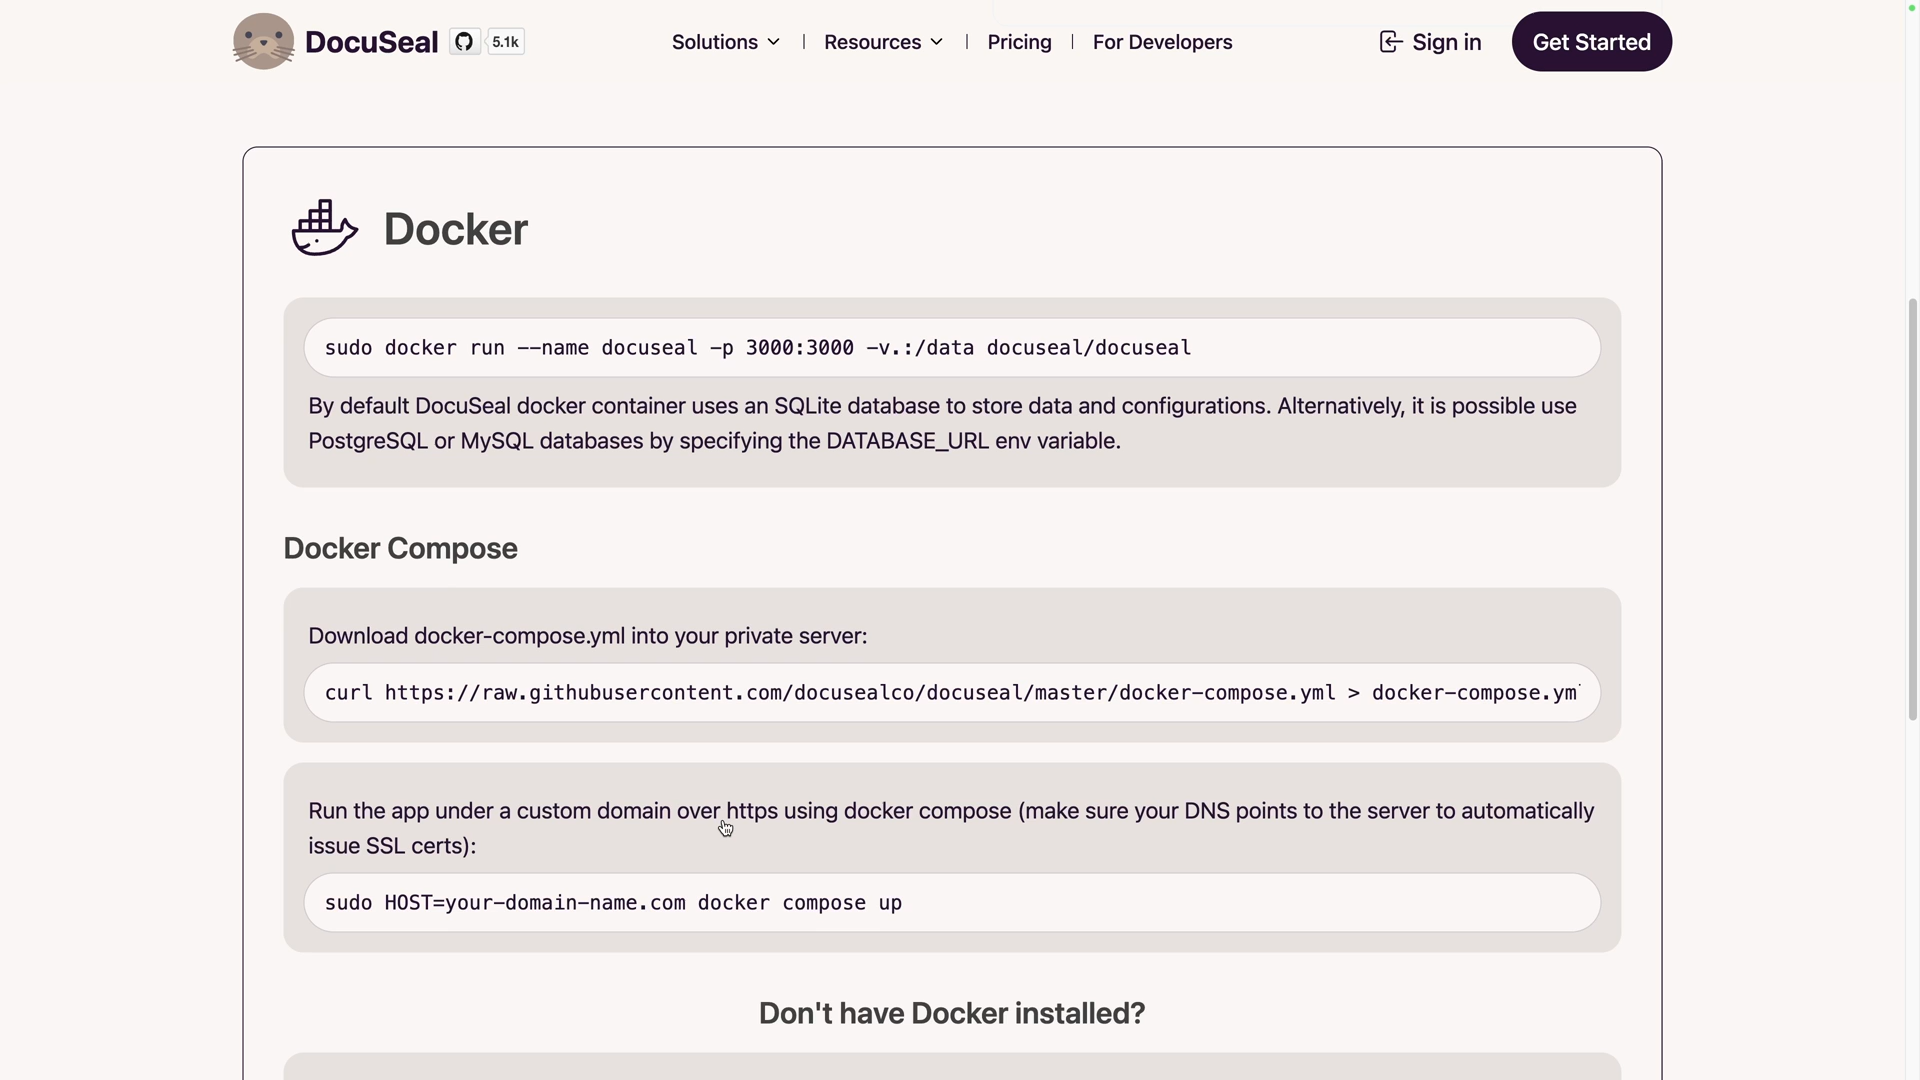 DocuSeal 5.1k Solutions | Resources | Pricing | For Developers Sign in Get Started
Docker
sudo docker run --name docuseal -p 3000:3000 -v.:/data docuseal/docuseal
By default DocuSeal docker container uses an SQLite database to store data and configurations. Alternatively, it is possible use
PostgreSQL or MySQL databases by specifying the DATABASE_URL env variable.
Docker Compose
Download docker-compose.yml into your private server:
curl https://raw.githubusercontent.com/docusealco/docuseal/master/docker-compose.yml > docker-compose.ym
Run the app under a custom domain over https using docker compose (make sure your DNS points to the server to automatically
issue SSL certs):
sudo HOST=your-domain-name.com docker compose up
Don't have Docker installed?